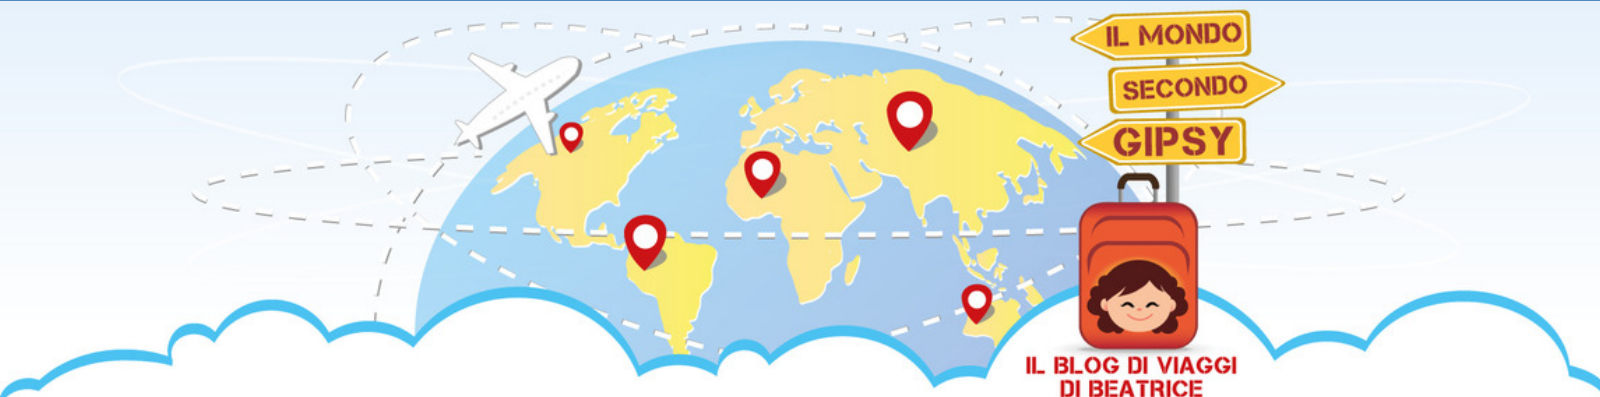 IL MONDO
SECONDO
GIPSY
IL BLOG DI VIAGGI
DI BEATRICE